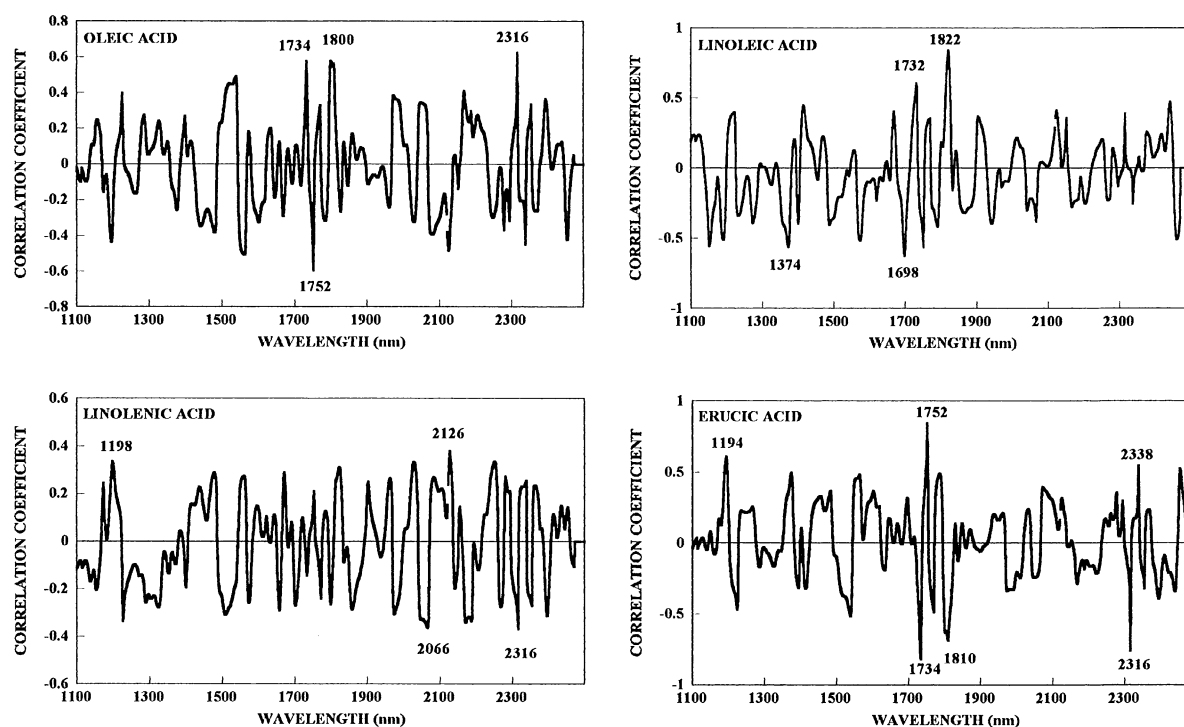 OLEIC ACID
1734
1800
2316
1752
CORRELATION COEFFICIENT
0.8
0.6
0.4
0.2
0
-0.2
-0.4
-0.6
-0.8
1100 1300 1500 1700 1900 2100 2300
WAVELENGTH (nm)
LINOLEIC ACID
1822
1732
1374
1698
CORRELATION COEFFICIENT
1
0.5
0
-0.5
-1
1100 1300 1500 1700 1900 2100 2300
WAVELENGTH (nm)
LINOLENIC ACID
1198
2126
2066
2316
CORRELATION COEFFICIENT
0.6
0.4
0.2
0
-0.2
-0.4
-0.6
1100 1300 1500 1700 1900 2100 2300
WAVELENGTH (nm)
ERUCIC ACID
1752
1194
2338
1734
1810
2316
CORRELATION COEFFICIENT
1
0.5
0
-0.5
-1
1100 1300 1500 1700 1900 2100 2300
WAVELENGTH (nm)